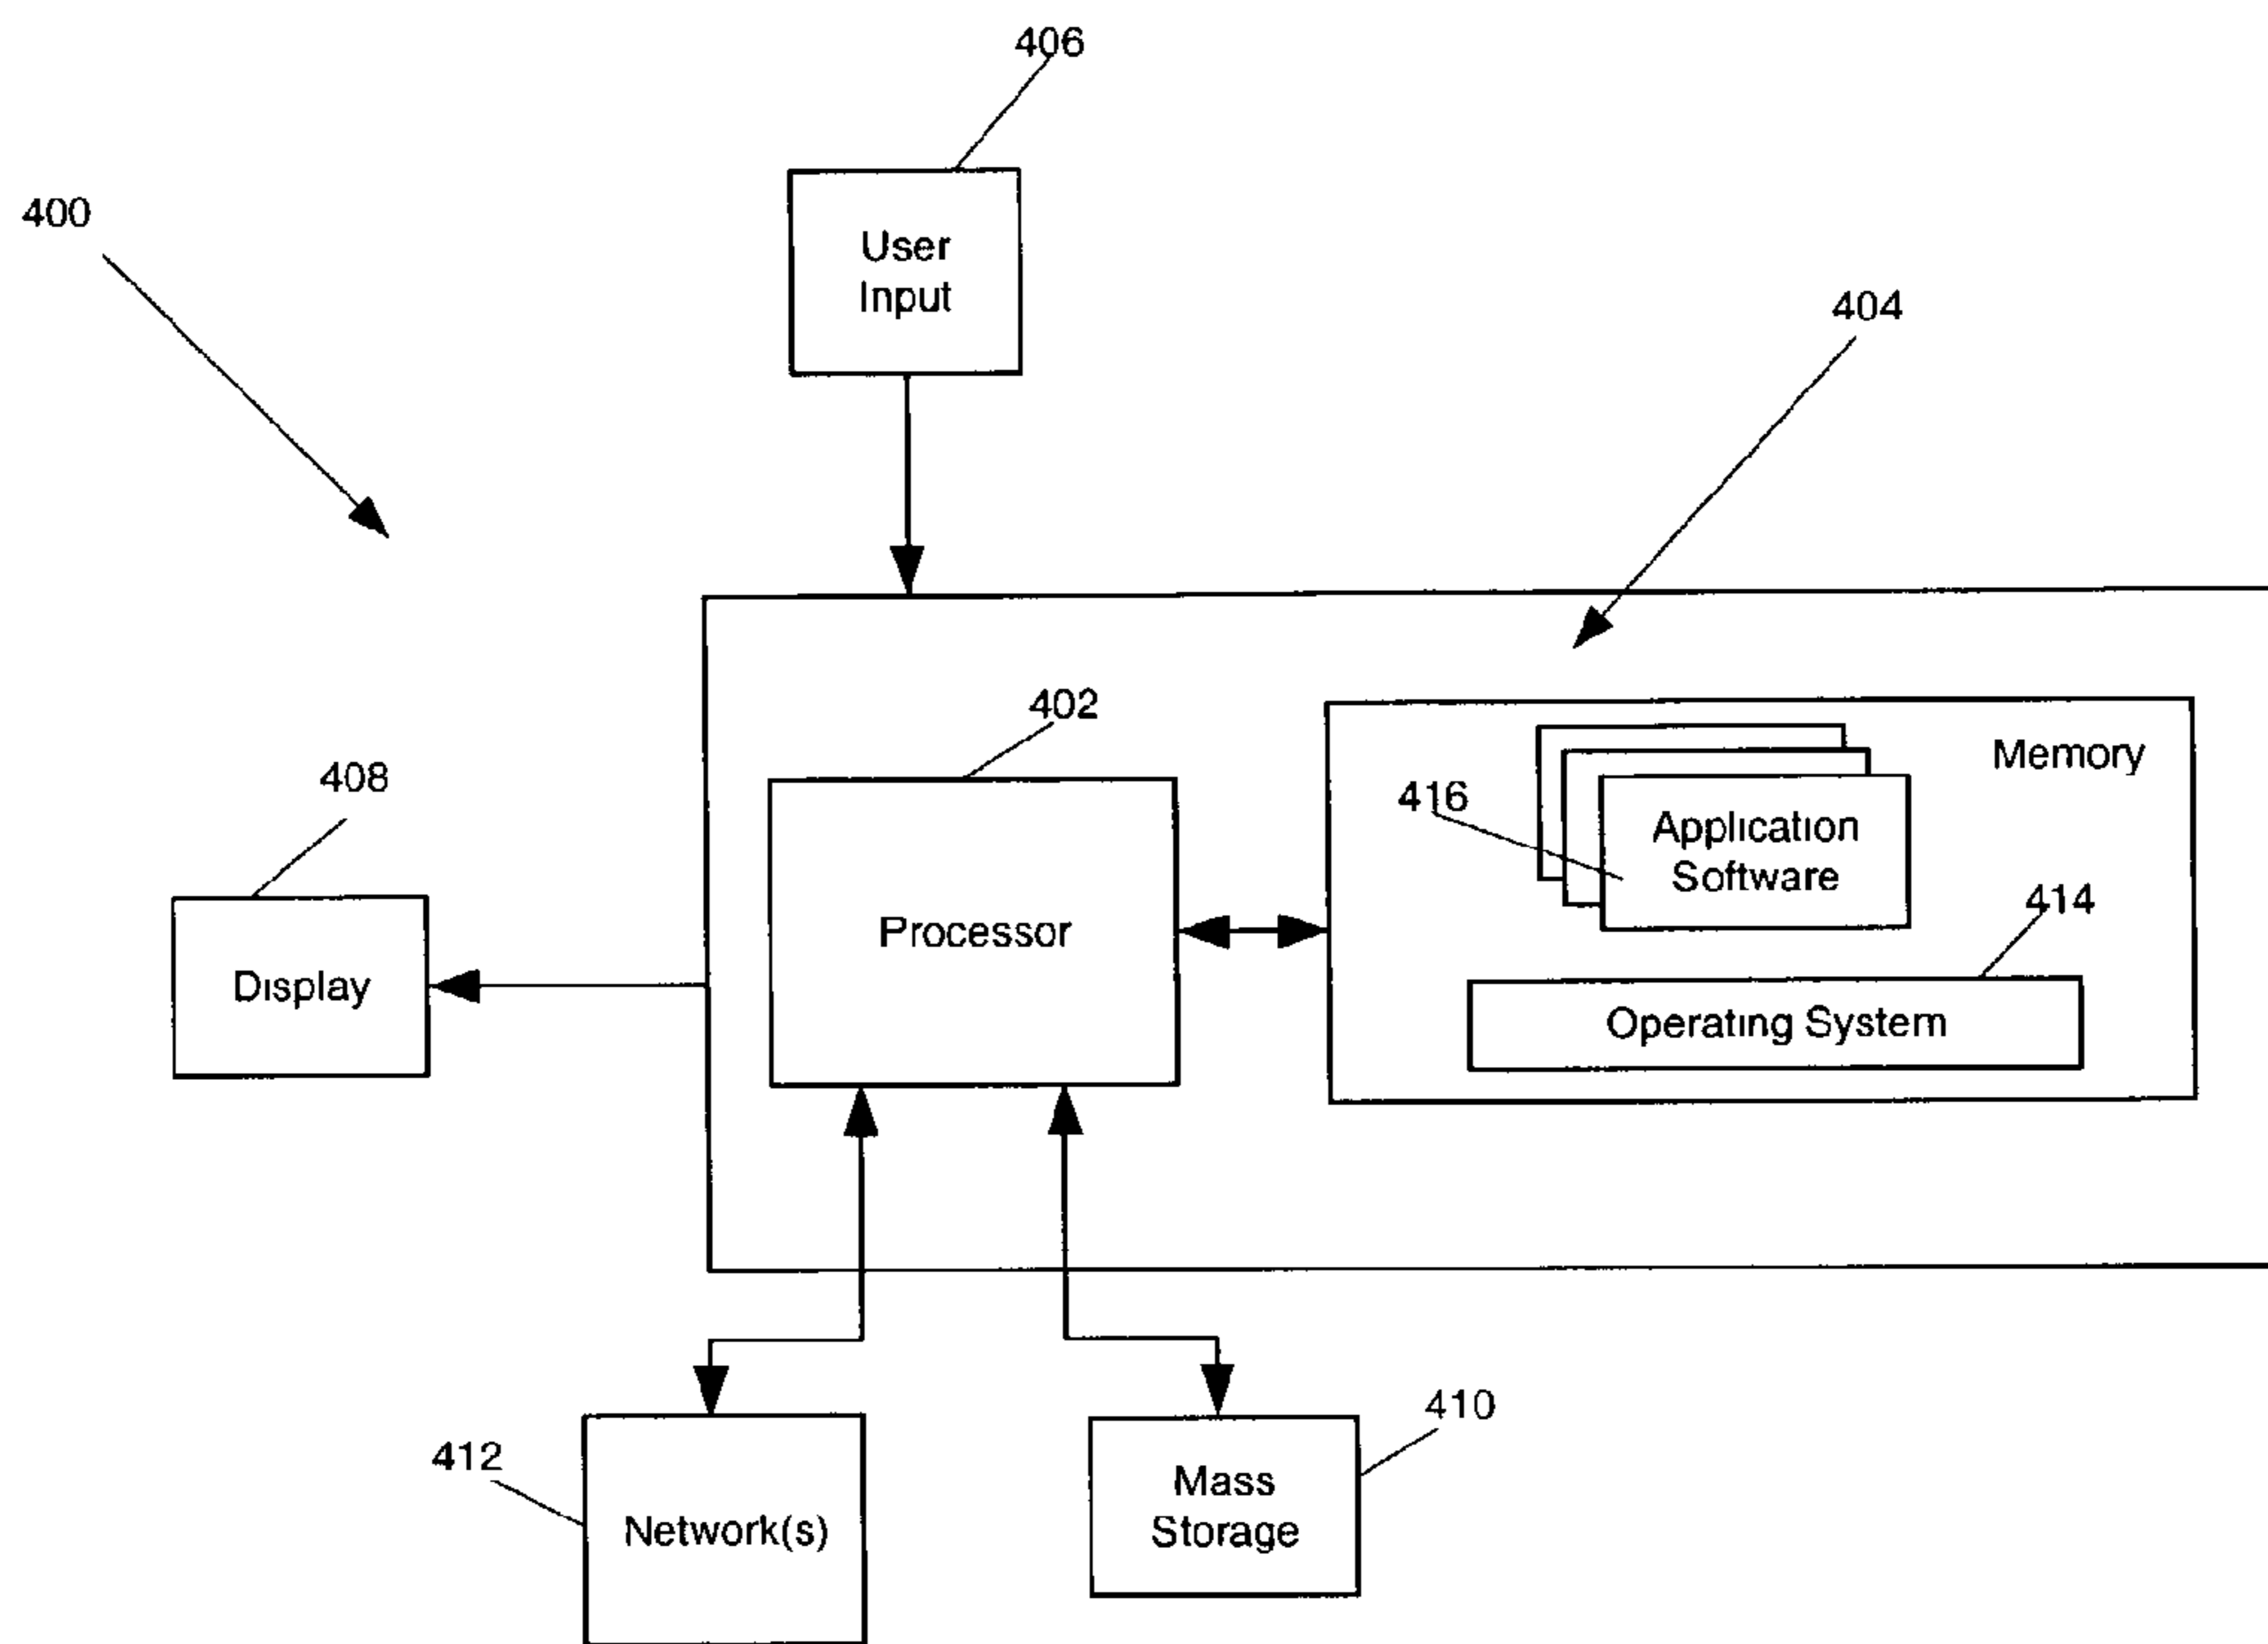 406
400
User
Input
404
402
Memory
408
416
Application
Software
414
Processor
Display
Operating System
410
412
Mass
Storage
Network(s)